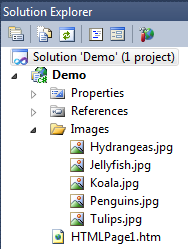 Solution Explorer
Solution 'Demo' (1 project)
Demo
Properties
References
Images
Hydrangeas.jpg
Jellyfish.jpg
Koala.jpg
Penguins.jpg
Tulips.jpg
HTMLPage1.htm